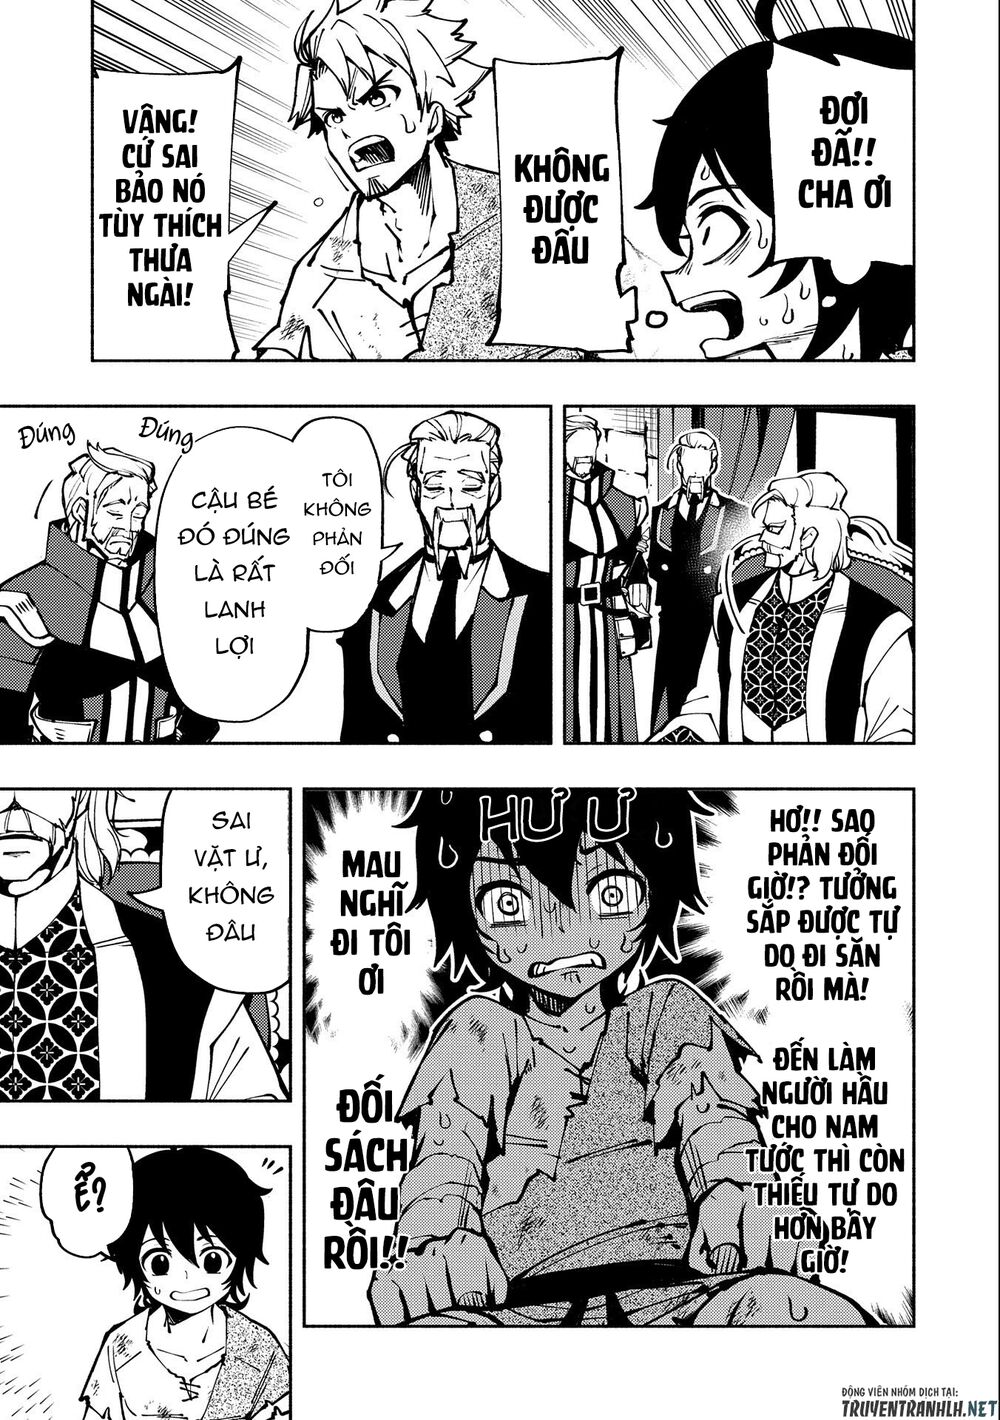 ĐỢI
ĐÃ!!
CHA ƠI
KHÔNG
ĐƯỢC
ĐÂU
VÂNG!
CỨ SAI
BẢO NÓ
TÙY THÍCH
THƯA
NGÀI!
TÔI
KHÔNG
PHẢN
ĐỐI
CẬU BÉ
ĐÓ ĐÚNG
LÀ RẤT
LANH
LỢI
Đúng
Đúng
HỬ Ử
HƠ!! SAO
PHẢN ĐỐI
GIỜ!? TƯỞNG
SẮP ĐƯỢC TỰ
DO ĐI SĂN
RỒI MÀ!
ĐẾN LÀM
NGƯỜI HẦU
CHO NAM
TƯỚC THÌ CÒN
THIẾU TỰ DO
HƠN BÂY
GIỜ!
MAU
NGHĨ
ĐI TÔI
ƠI
ĐỐI
SÁCH
ĐÂU
RỒI!!
SAI
VẶT Ư,
KHÔNG
ĐÂU
Ể?
ĐỘNG VIÊN NHÓM DỊCH TẠI:
TRUYENTRANHLH.NET